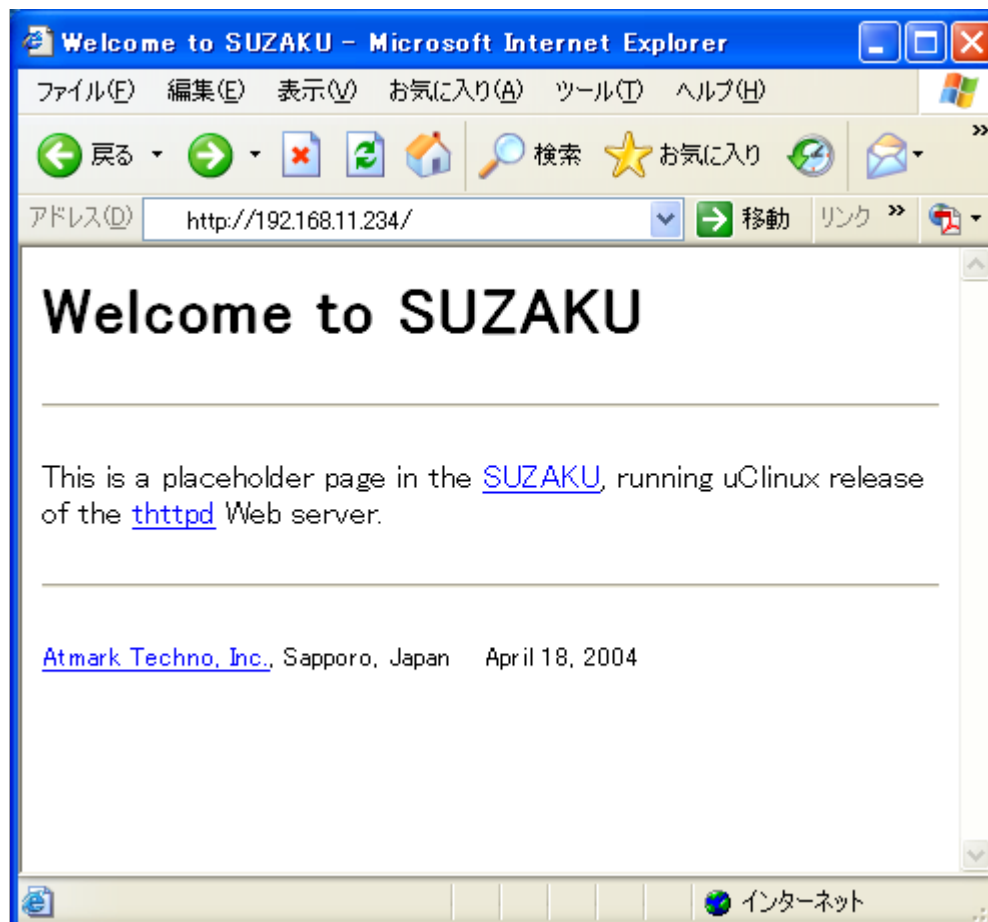 Welcome to SUZAKU - Microsoft Internet Explorer
ファイル(F) 編集(E) 表示(V) お気に入り(A) ツール(T) ヘルプ(H)
戻る 検索 お気に入り »
アドレス(D) http://192.168.11.234/ 移動 リンク »
Welcome to SUZAKU
This is a placeholder page in the SUZAKU, running uClinux release
of the thttpd Web server.
Atmark Techno, Inc., Sapporo, Japan April 18, 2004
インターネット